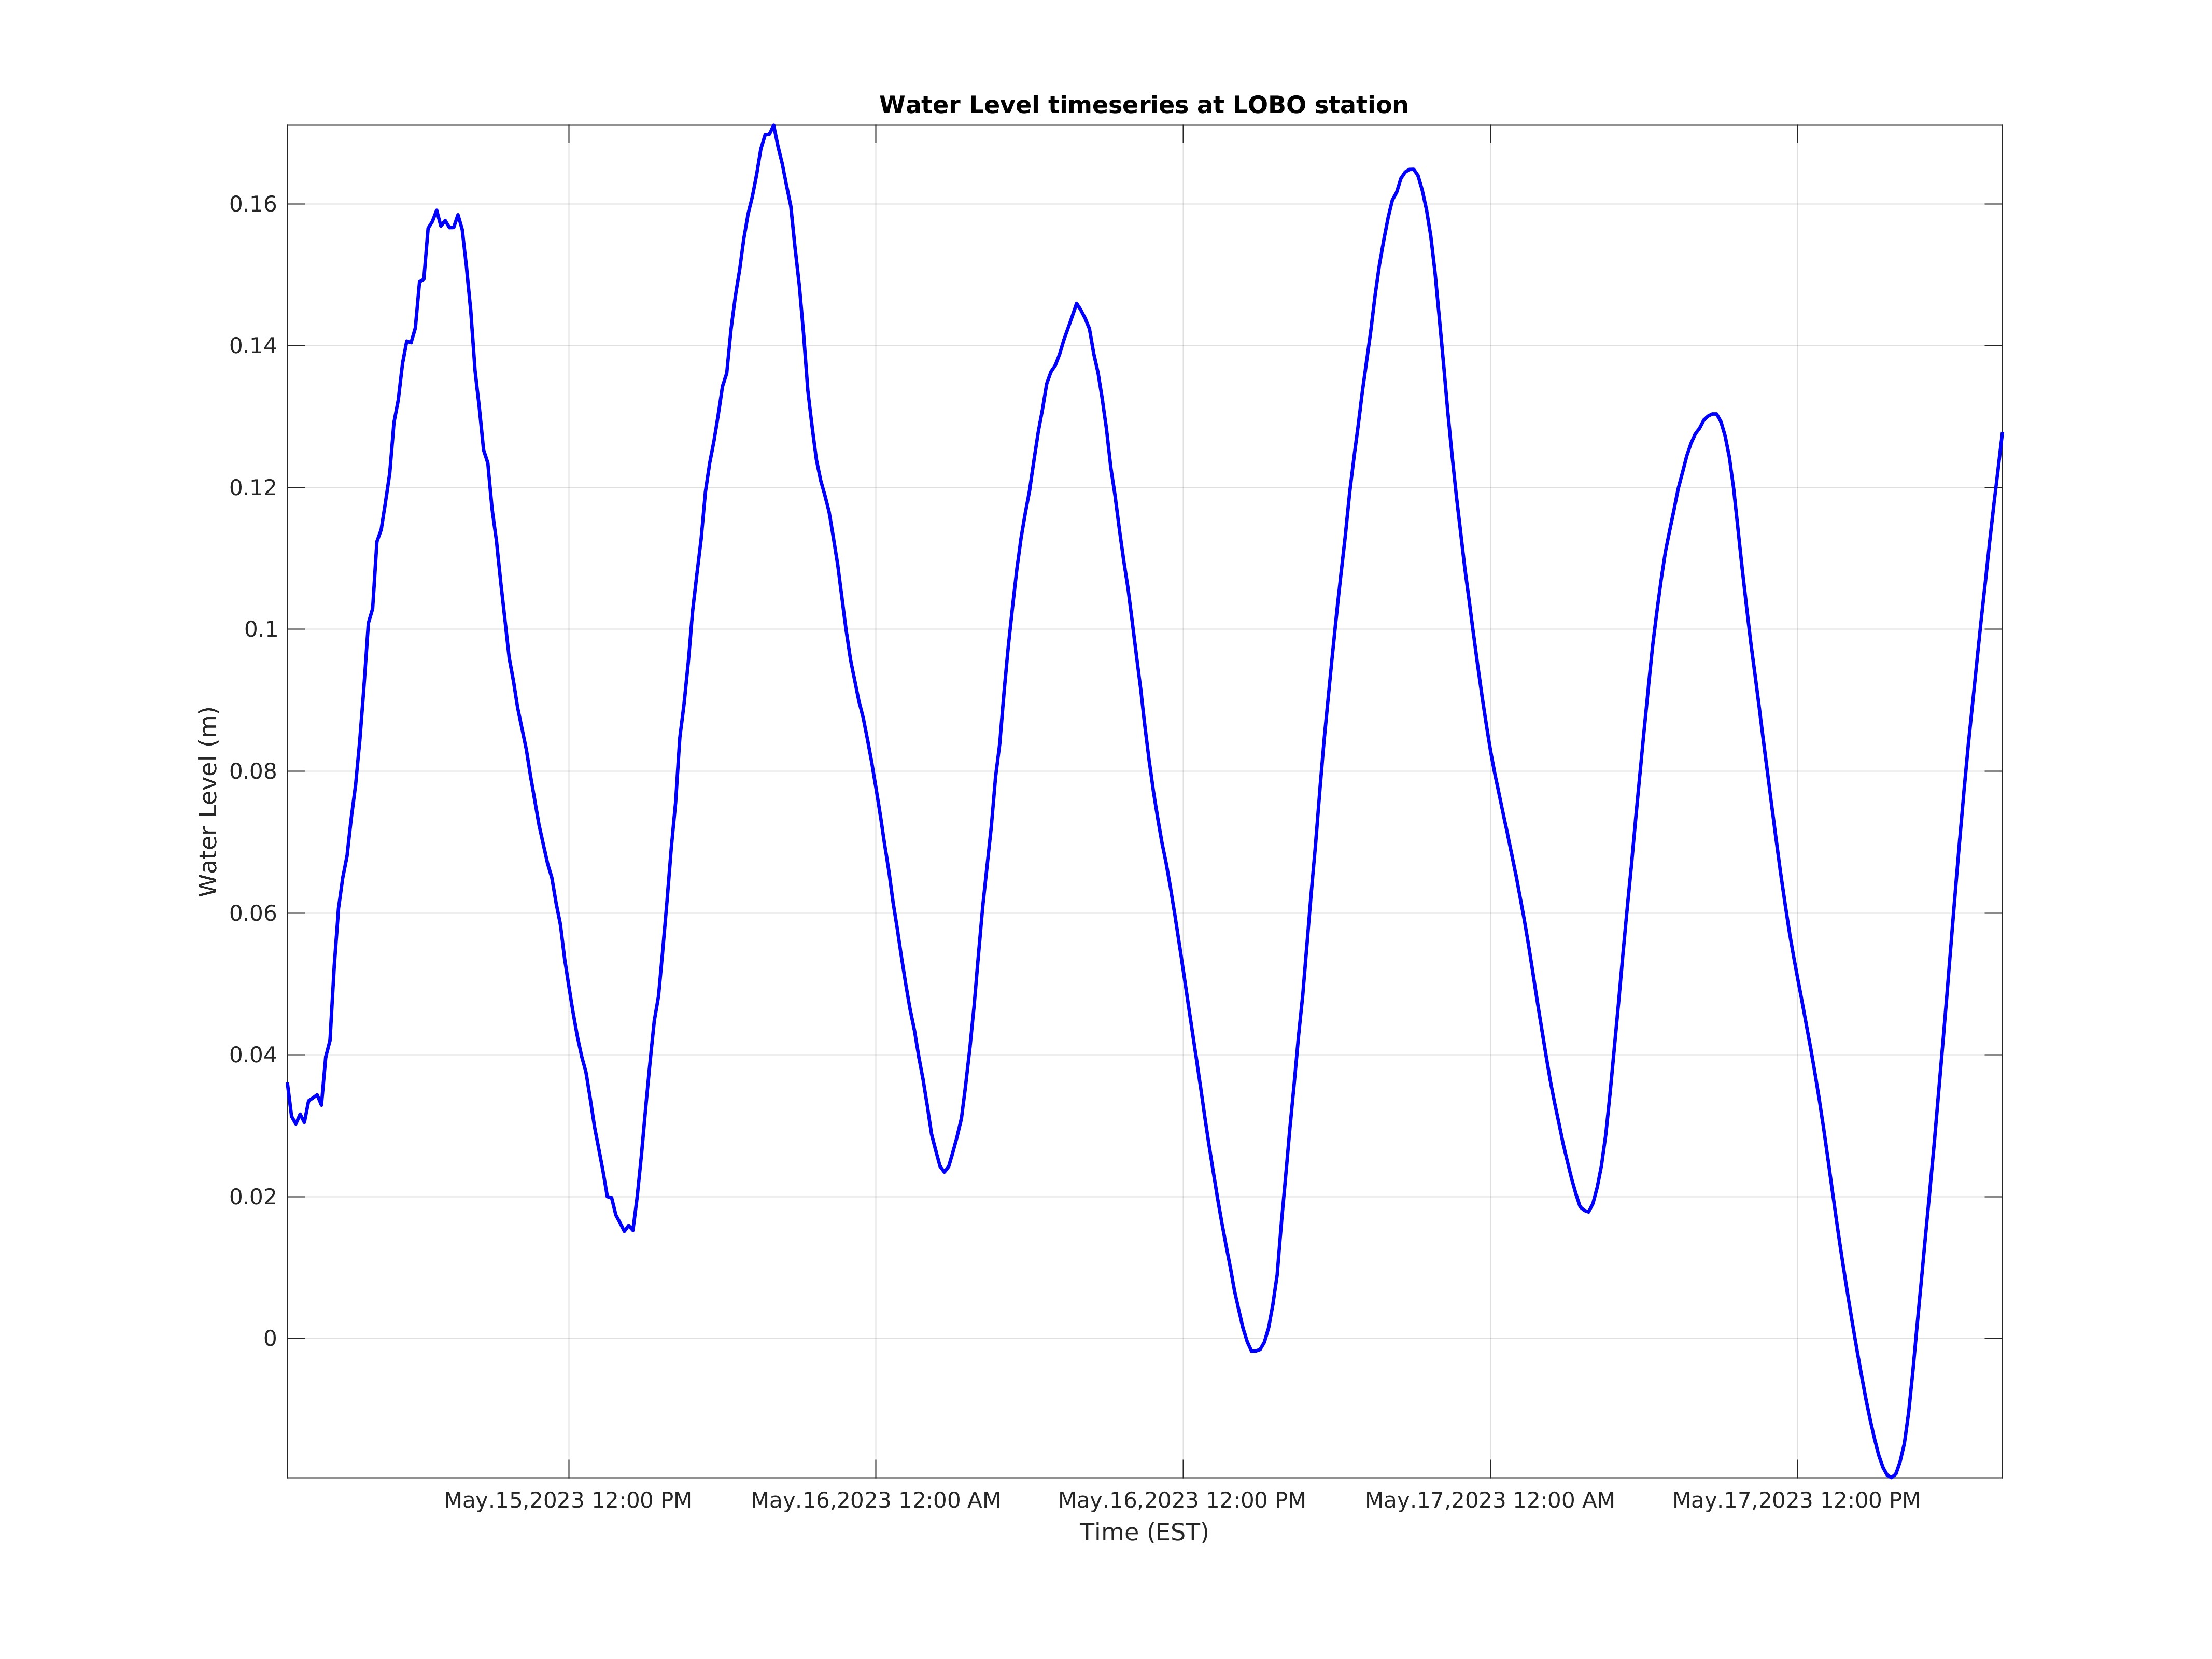 Water Level timeseries at LOBO station
0.16
0.14
0.12
0.1
0.08
0.06
0.04
0.02
0
Water Level (m)
May.15,2023 12:00 PM
May.16,2023 12:00 AM
May.16,2023 12:00 PM
May.17,2023 12:00 AM
May.17,2023 12:00 PM
Time (EST)